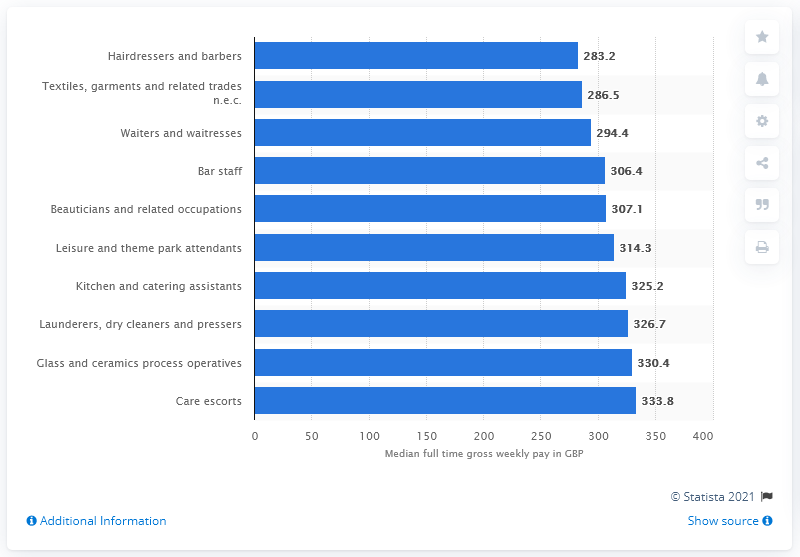 Hairdressers and barbers 283.2
Textiles, garments and related trades
n.e.c. 286.5
Waiters and waitresses 294.4
Bar staff 306.4
Beauticians and related occupations 307.1
Leisure and theme park attendants 314.3
Kitchen and catering assistants 325.2
Launderers, dry cleaners and pressers 326.7
Glass and ceramics process operatives 330.4
Care escorts 333.8
0 50 100 150 200 250 300 350 400
Median full time gross weekly pay in GBP
© Statista 2021
Additional Information Show source